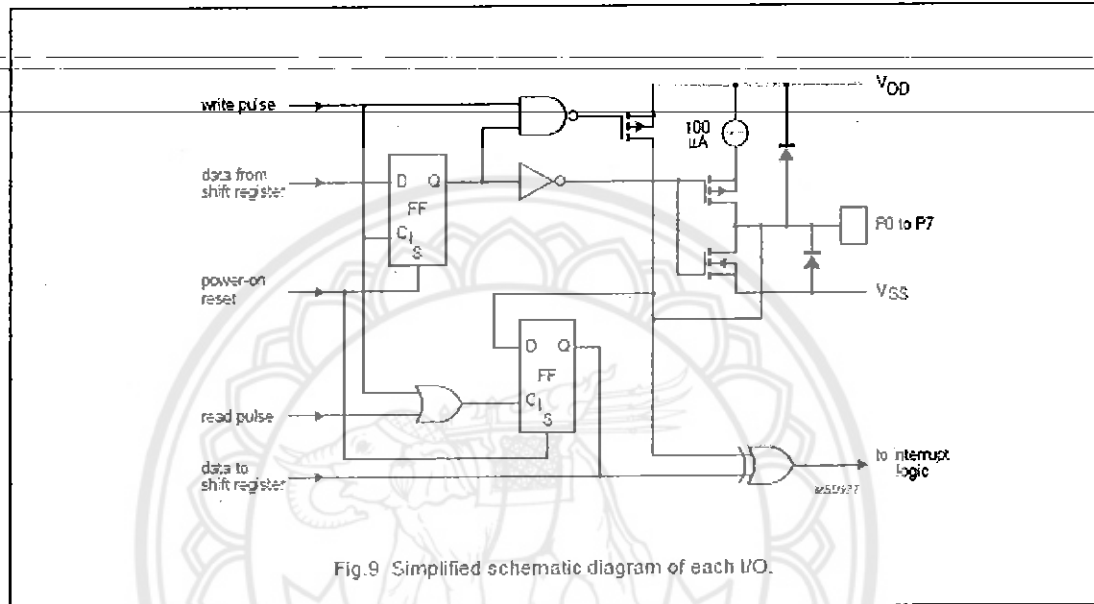 write pulse
V_DD
100
µA
data from
shift register
D Q
FF
C_I
S
P0 to P7
power-on
reset
V_SS
D Q
FF
C_I
S
read pulse
data to
shift register
to interrupt
logic
Fig.9 Simplified schematic diagram of each I/O.